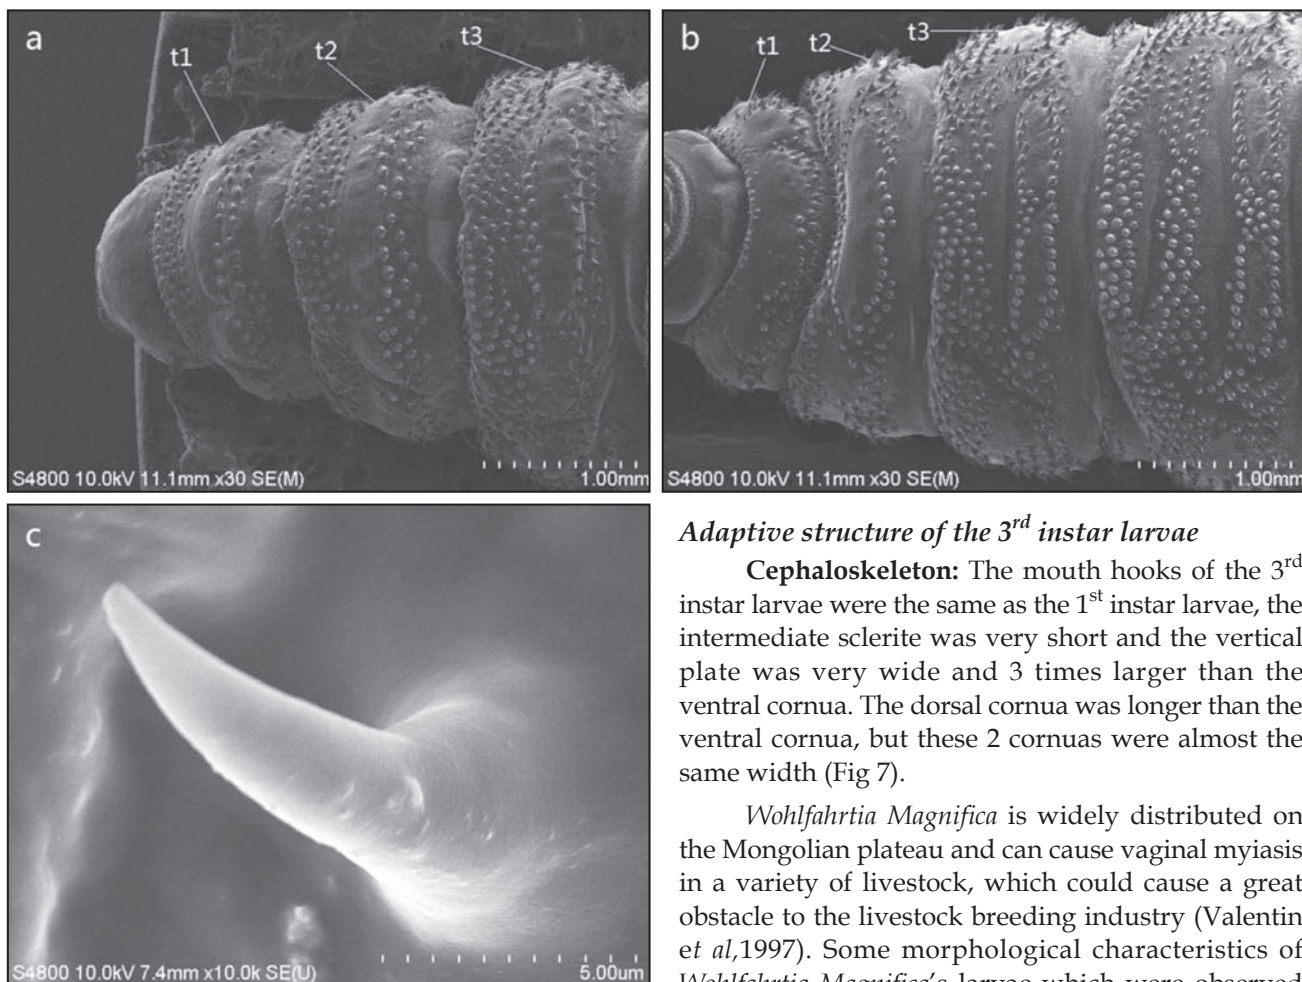 a
t1
t2
t3
S4800 10.0kV 11.1mm x30 SE(M)
1.00mm
b
t1
t2
t3
S4800 10.0kV 11.1mm x30 SE(M)
1.00mm
c
S4800 10.0kV 7.4mm x10.0k SE(U)
5.00um
Adaptive structure of the 3rd instar larvae
Cephaloskeleton: The mouth hooks of the 3rd
instar larvae were the same as the 1st instar larvae, the
intermediate sclerite was very short and the vertical
plate was very wide and 3 times larger than the
ventral cornua. The dorsal cornua was longer than the
ventral cornua, but these 2 cornuas were almost the
same width (Fig 7).
Wohlfahrtia Magnifica is widely distributed on
the Mongolian plateau and can cause vaginal myiasis
in a variety of livestock, which could cause a great
obstacle to the livestock breeding industry (Valentin
et al,1997). Some morphological characteristics of
Wohlfahrtia Magnifica's larvae which were observed